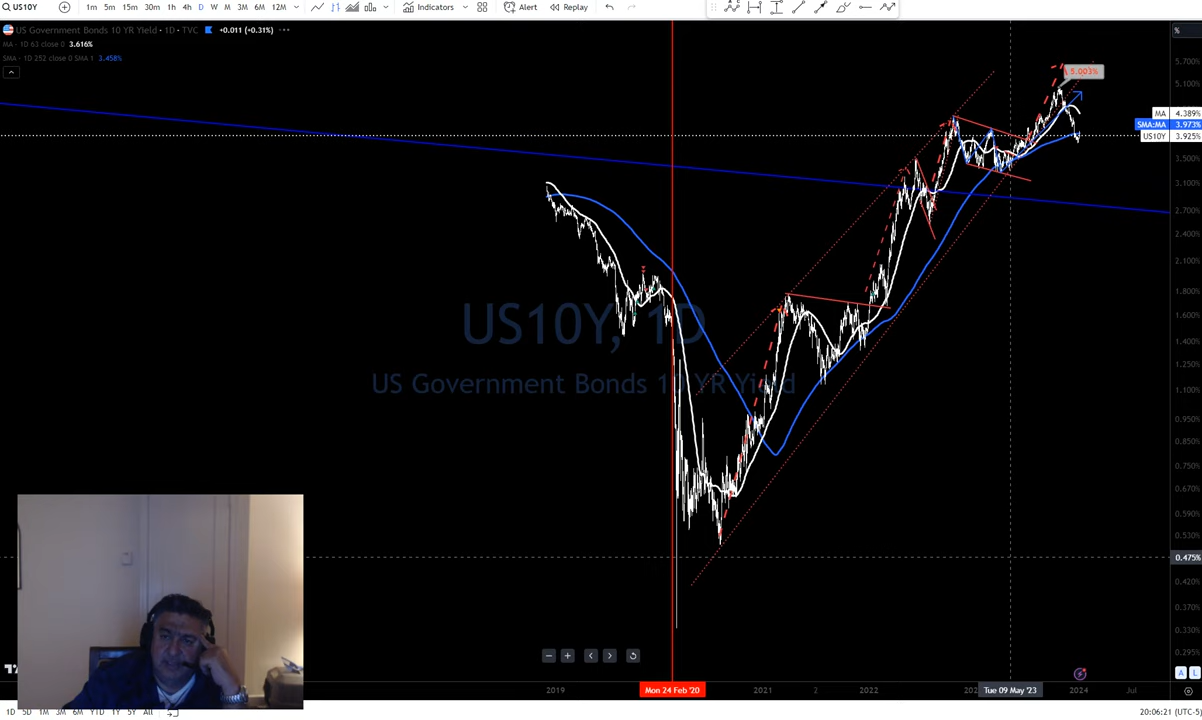 US10Y 1m 5m 15m 30m 1h 4h D W M 3M 6M 12M Indicators Alert Replay
US Government Bonds 10 YR Yield · 1D · TVC +0.011 (+0.31%)
MA · 1D 63 close 0 3.616%
SMA · 1D 252 close 0 SMA 1 3.458%
%
5.700%
5.003%
5.100%
MA 4.389%
SMA:MA 3.973%
US10Y 3.925%
3.500%
3.100%
2.700%
2.400%
2.100%
1.800%
1.600%
1.400%
1.250%
1.100%
0.950%
0.850%
0.750%
0.670%
0.590%
0.530%
0.475%
0.420%
0.370%
0.330%
0.295%
US10Y, 1D
US Government Bonds 10 YR Yield
A L
2019 Mon 24 Feb '20 2021 2 2022 Tue 09 May '23 2024 Jul
1D 5D 1M 3M 6M YTD 1Y 5Y All 20:06:21 (UTC-5)